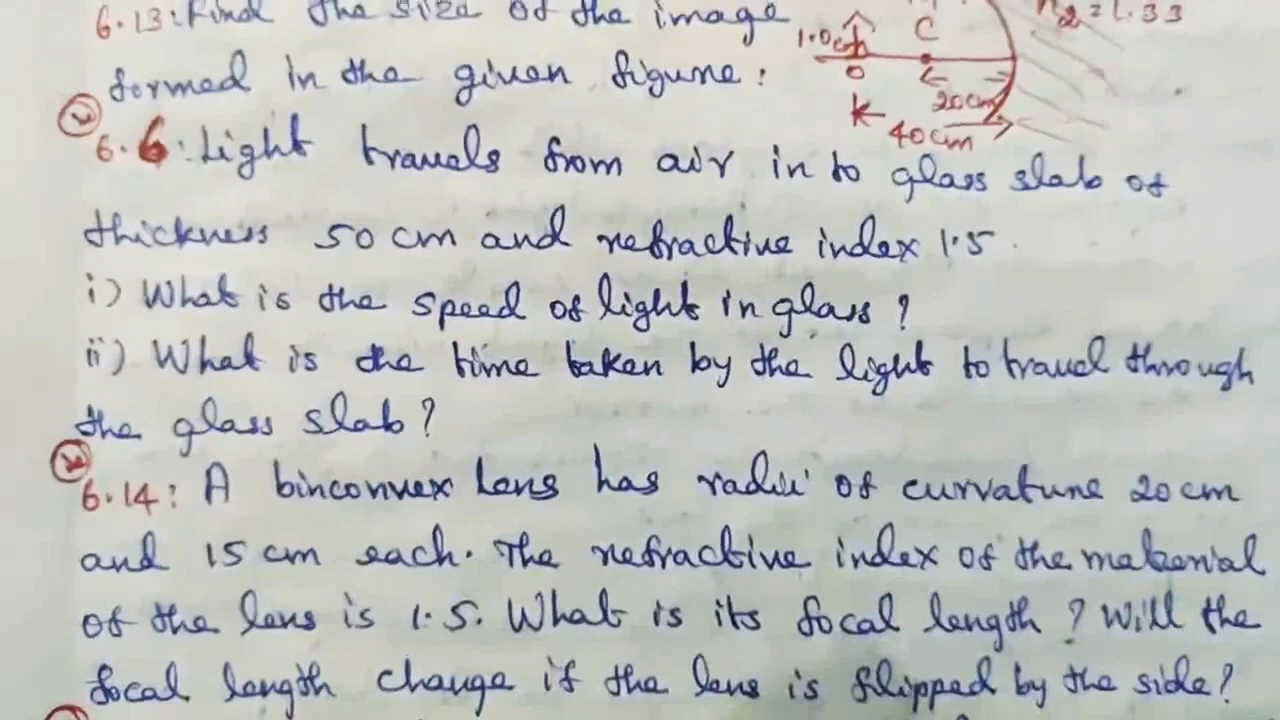 6.13: Find the size of the image
formed in the given figure.
1.0cm
O
C
20cm
40cm
n2=1.33
6.6: Light travels from air in to glass slab of
thickness 50 cm and refractive index 1.5.
i) What is the speed of light in glass?
ii) What is the time taken by the light to travel through
the glass slab?
6.14: A binconvex Lens has radii of curvature 20 cm
and 15 cm each. The refractive index of the material
of the lens is 1.5. What is its focal length? Will the
focal length change if the lens is flipped by the side?